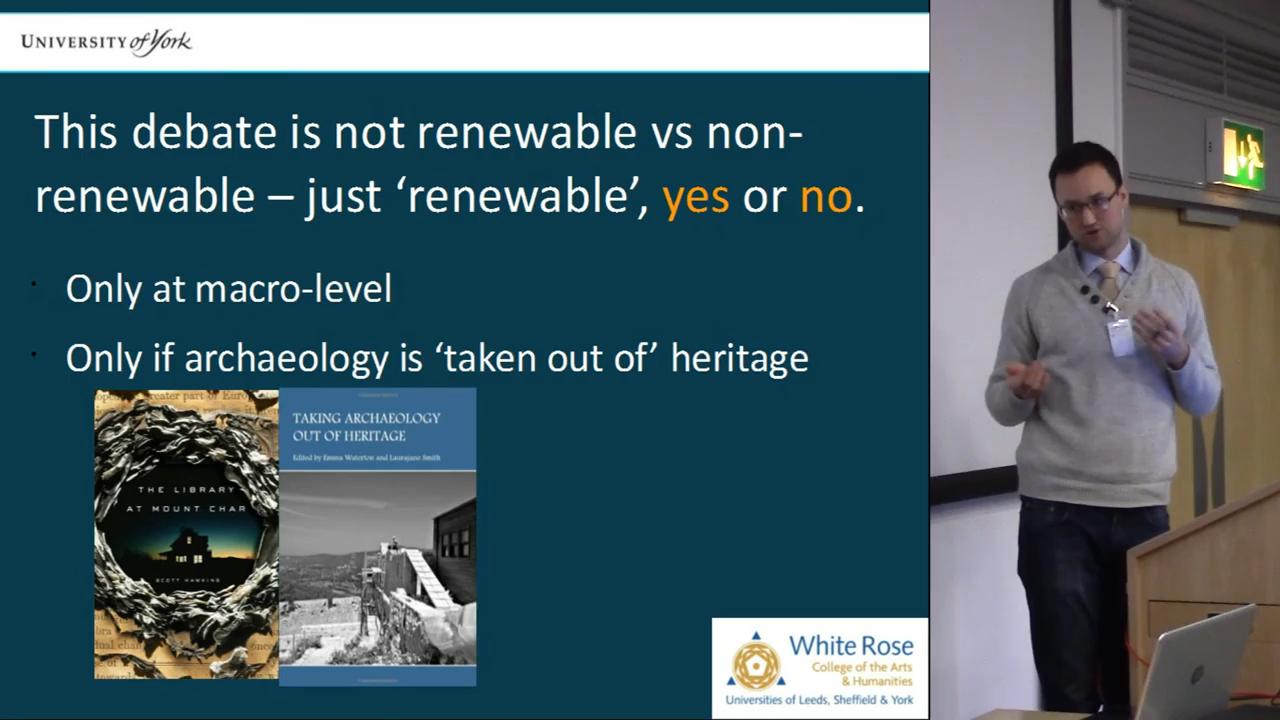 UNIVERSITY of York
This debate is not renewable vs non-
renewable – just ‘renewable’, yes or no.
Only at macro-level
Only if archaeology is ‘taken out of’ heritage
THE LIBRARY
AT MOUNT CHAR
SCOTT HAWKINS
TAKING ARCHAEOLOGY
OUT OF HERITAGE
Edited by Emma Waterton and Laurajane Smith
White Rose
College of the Arts
& Humanities
Universities of Leeds, Sheffield & York